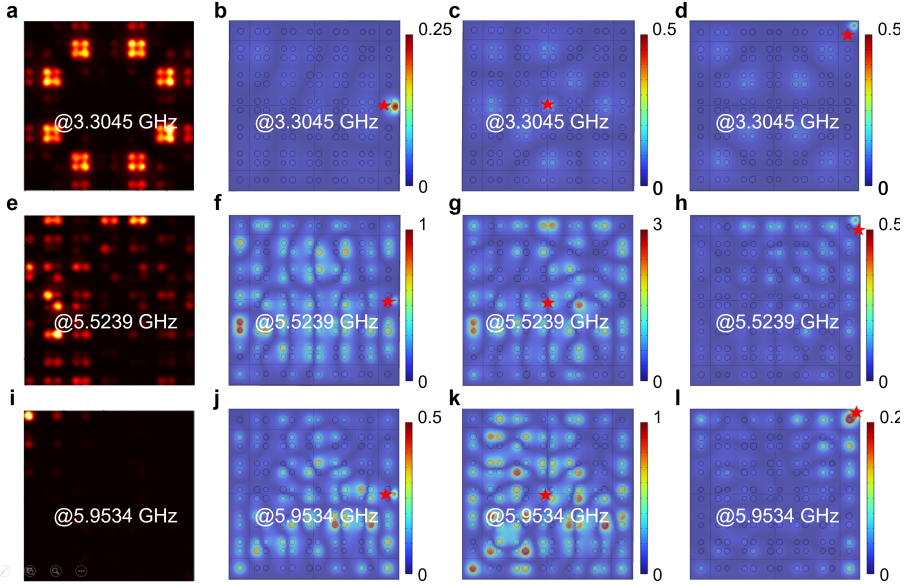 a b c d
0.25 0.5 0.5
@3.3045 GHz @3.3045 GHz @3.3045 GHz @3.3045 GHz
0 0 0
e f g h
1 3 0.5
@5.5239 GHz @5.5239 GHz @5.5239 GHz @5.5239 GHz
0 0 0
i j k l
0.5 1 0.2
@5.9534 GHz @5.9534 GHz @5.9534 GHz @5.9534 GHz
0 0 0